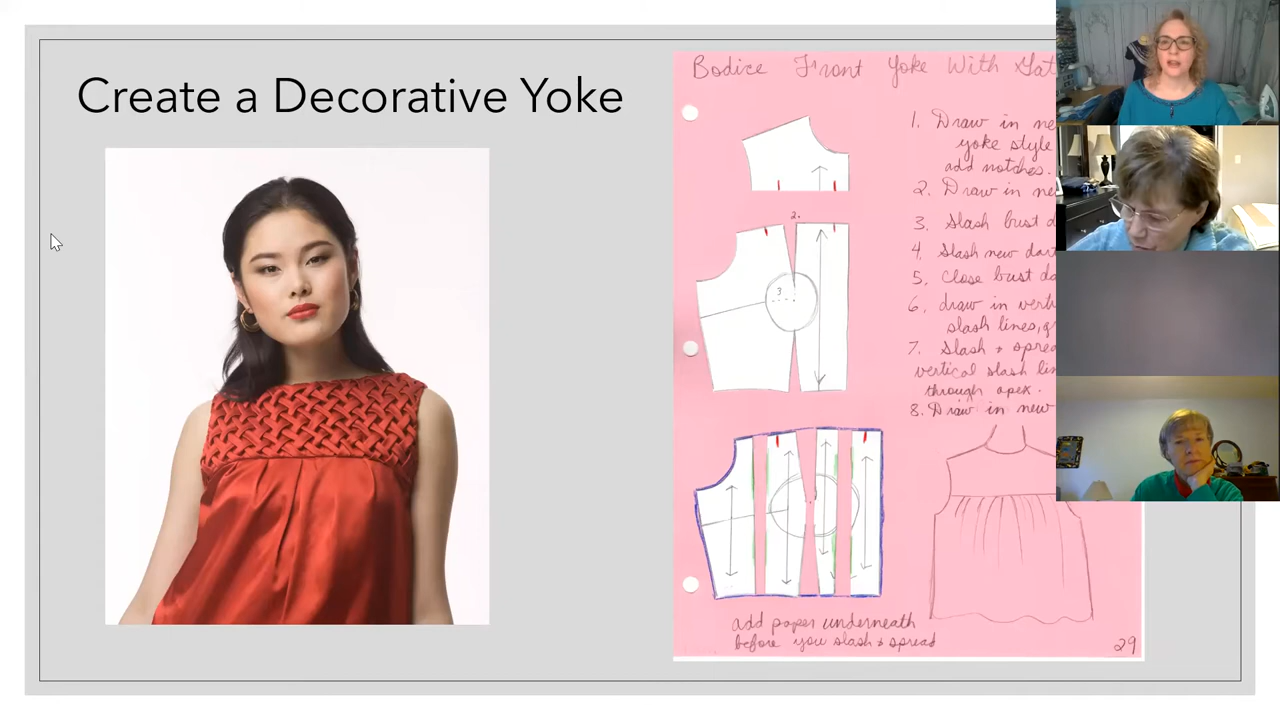 Create a Decorative Yoke
Bodice Front Yoke With
1. Draw in
yoke style
add notches.
2. Draw in
3. Slash bust
4. Slash new
5. Close bust
6. draw in
slash lines,
7. Slash +
vertical slash
through apex.
8. Draw in new
2.
3
add paper underneath
before you slash & spread
29